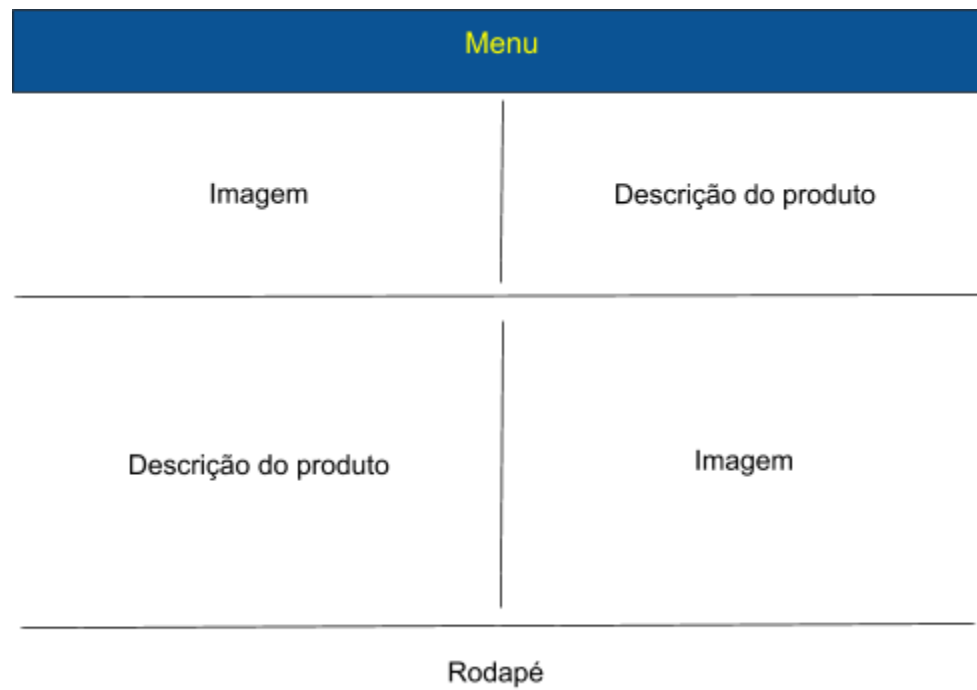 Menu
Imagem
Descrição do produto
Descrição do produto
Imagem
Rodapé